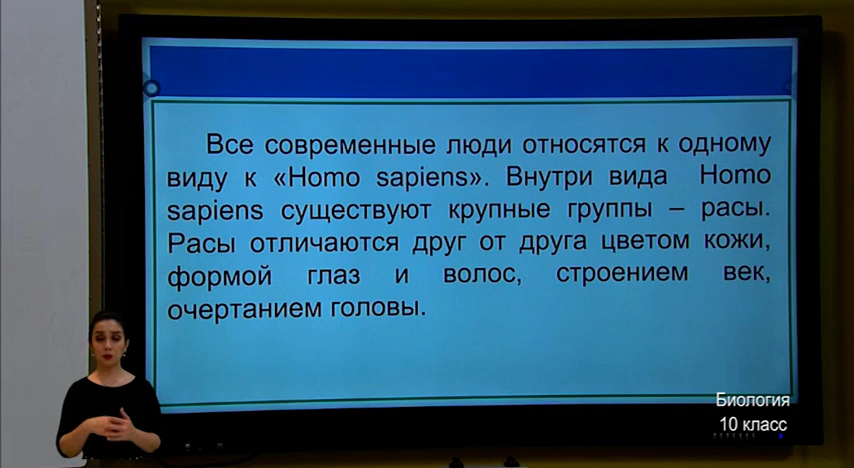 Все современные люди относятся к одному
виду к «Homo sapiens». Внутри вида Homo
sapiens существуют крупные группы – расы.
Расы отличаются друг от друга цветом кожи,
формой глаз и волос, строением век,
очертанием головы.
Биология
10 класс